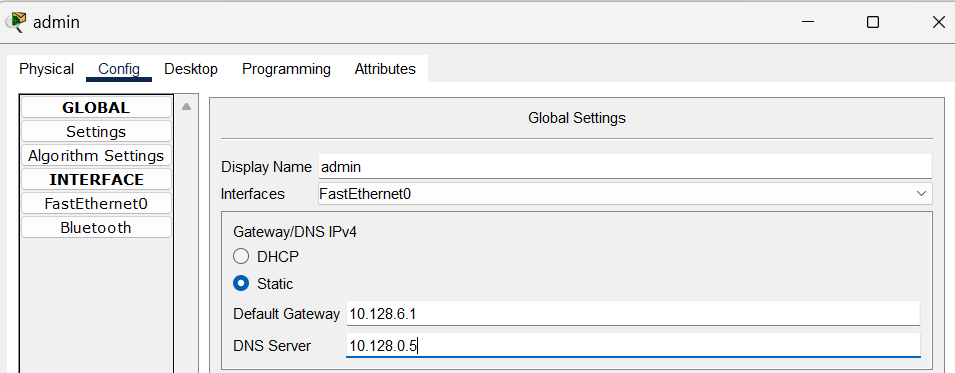 admin
Physical Config Desktop Programming Attributes
GLOBAL
Settings
Algorithm Settings
INTERFACE
FastEthernet0
Bluetooth
Global Settings
Display Name admin
Interfaces FastEthernet0
Gateway/DNS IPv4
DHCP
Static
Default Gateway 10.128.6.1
DNS Server 10.128.0.5